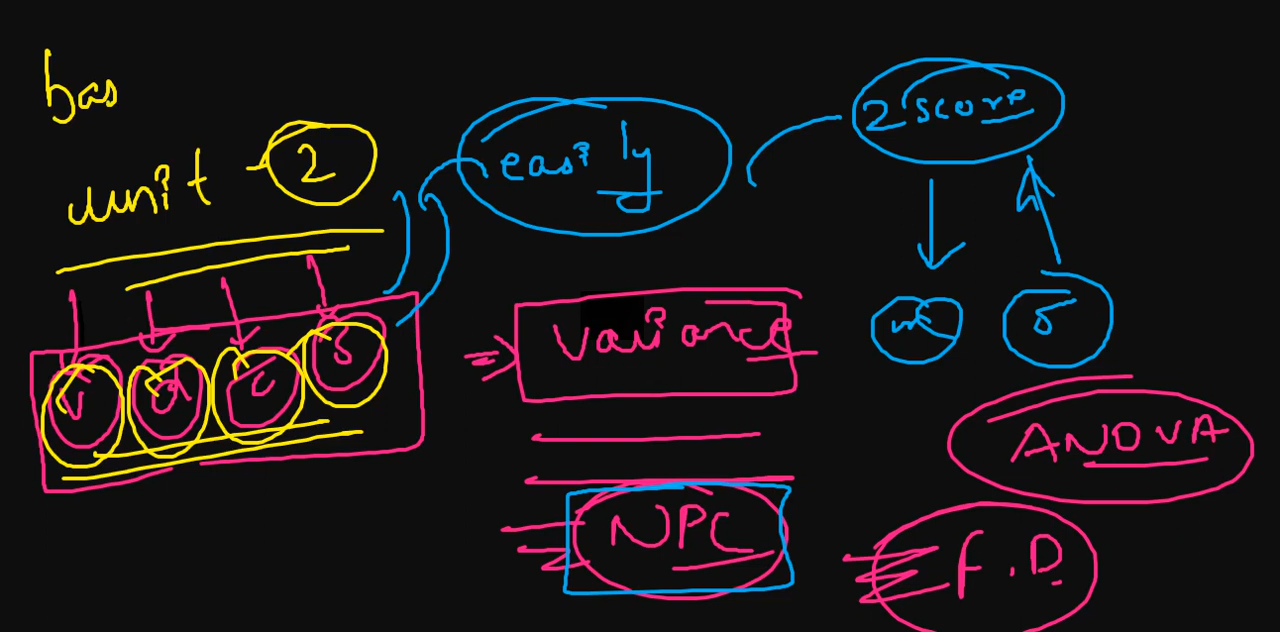 bas
unit - 2
easily
2 score
v d c S
variance
m σ
ANOVA
NPC
F.D.